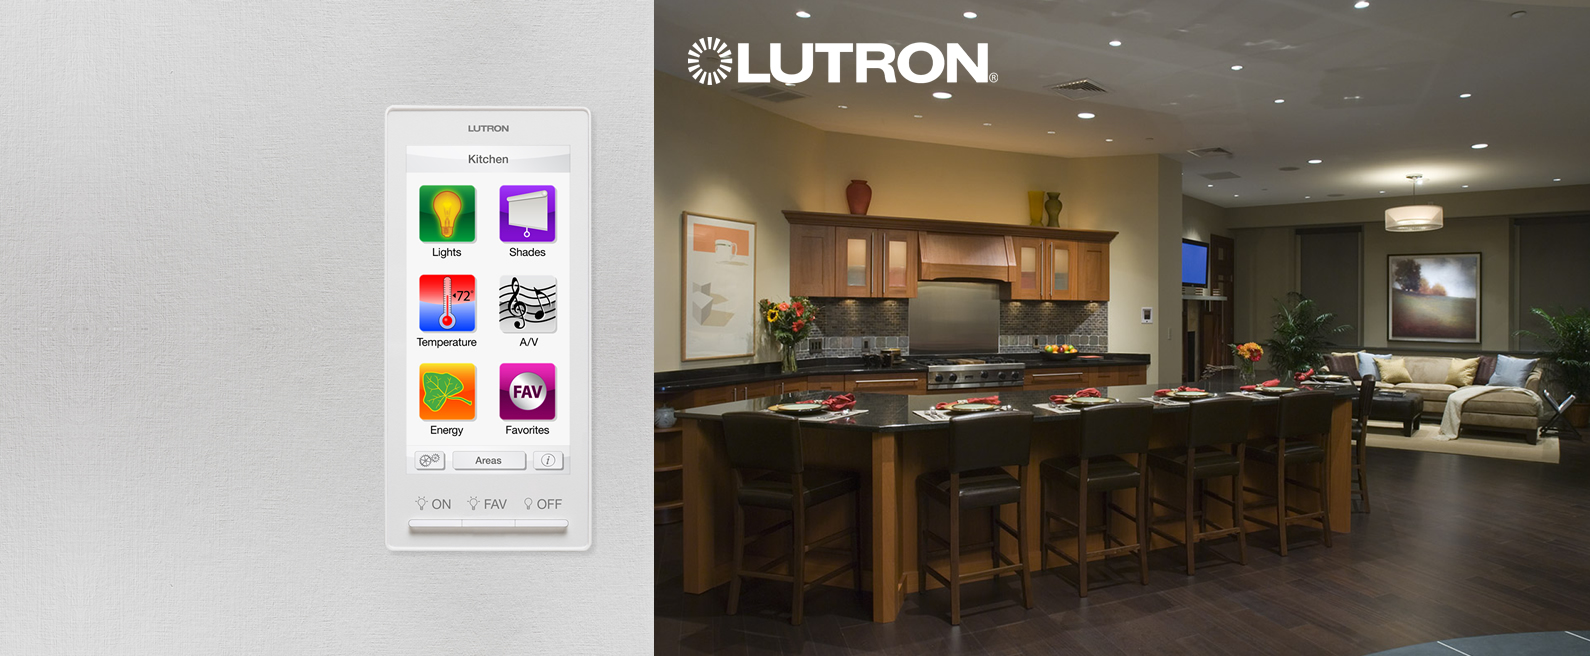 LUTRON
Kitchen
Lights
Shades
72°
Temperature
A/V
FAV
Energy
Favorites
Areas
i
ON
FAV
OFF
LUTRON®